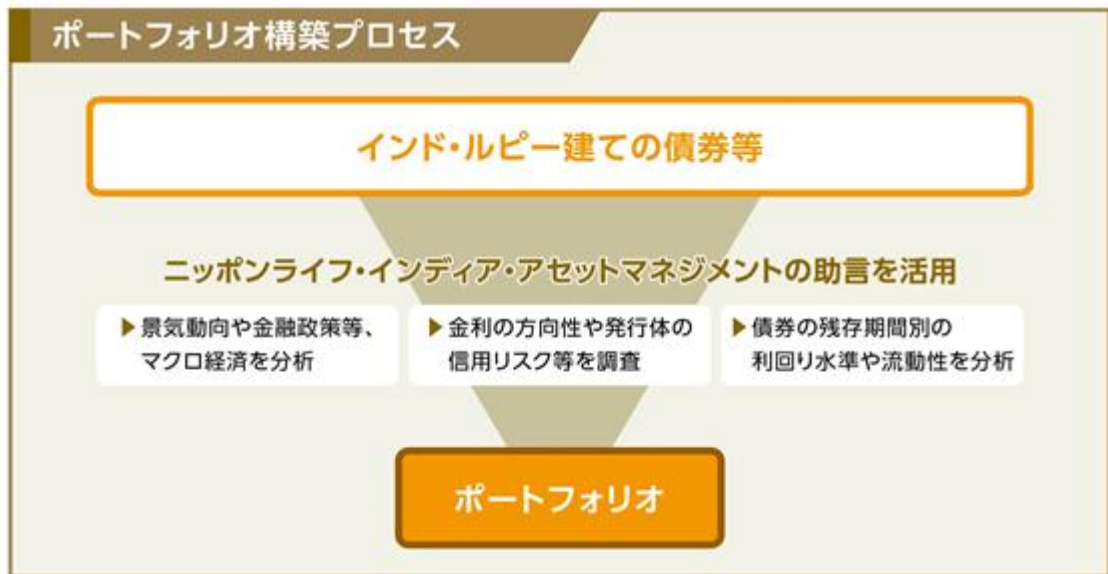 ポートフォリオ構築プロセス
インド・ルピー建ての債券等
ニッポンライフ・インディア・アセットマネジメントの助言を活用
▶景気動向や金融政策等、
マクロ経済を分析
▶金利の方向性や発行体の
信用リスク等を調査
▶債券の残存期間別の
利回り水準や流動性を分析
ポートフォリオ